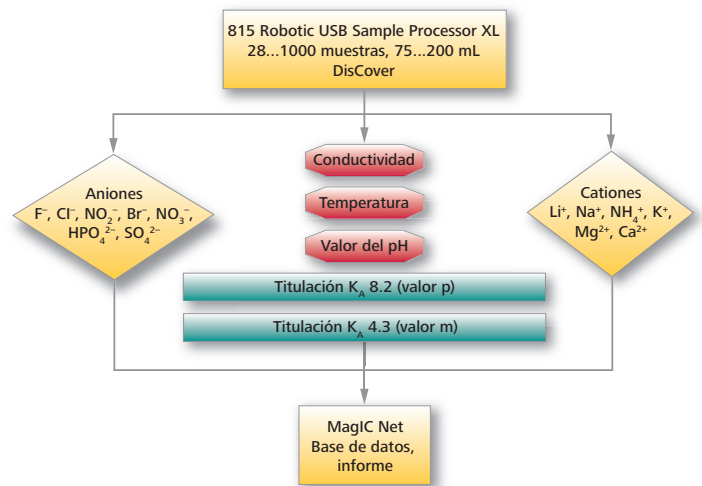 815 Robotic USB Sample Processor XL
28...1000 muestras, 75...200 mL
DisCover
Aniones
F⁻, Cl⁻, NO₂⁻, Br⁻, NO₃⁻,
HPO₄²⁻, SO₄²⁻
Conductividad
Temperatura
Valor del pH
Cationes
Li⁺, Na⁺, NH₄⁺, K⁺,
Mg²⁺, Ca²⁺
Titulación K_A 8.2 (valor p)
Titulación K_A 4.3 (valor m)
MagIC Net
Base de datos,
informe